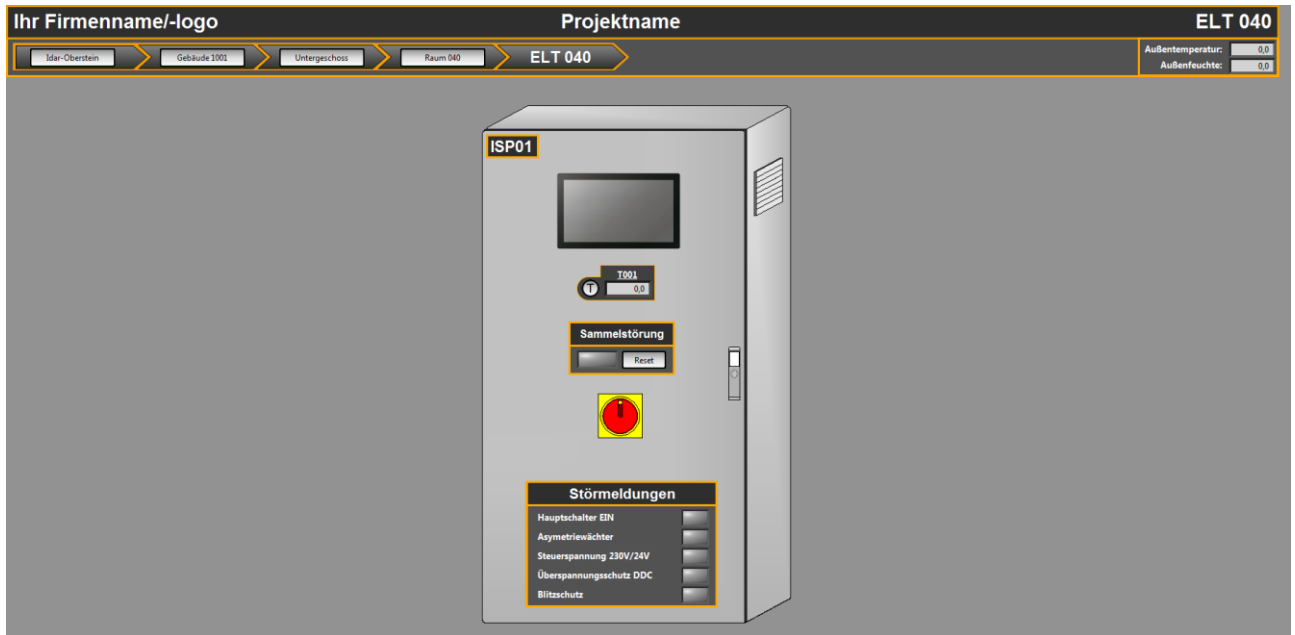 Ihr Firmenname/-logo Projektname ELT 040
Idar-Oberstein Gebäude 1001 Untergeschoss Raum 040 ELT 040
Außentemperatur: 0,0
Außenfeuchte: 0,0
ISP01
T001
T 0,0
Sammelstörung
Reset
Störmeldungen
Hauptschalter EIN
Asymetriewächter
Steuerspannung 230V/24V
Überspannungsschutz DDC
Blitzschutz